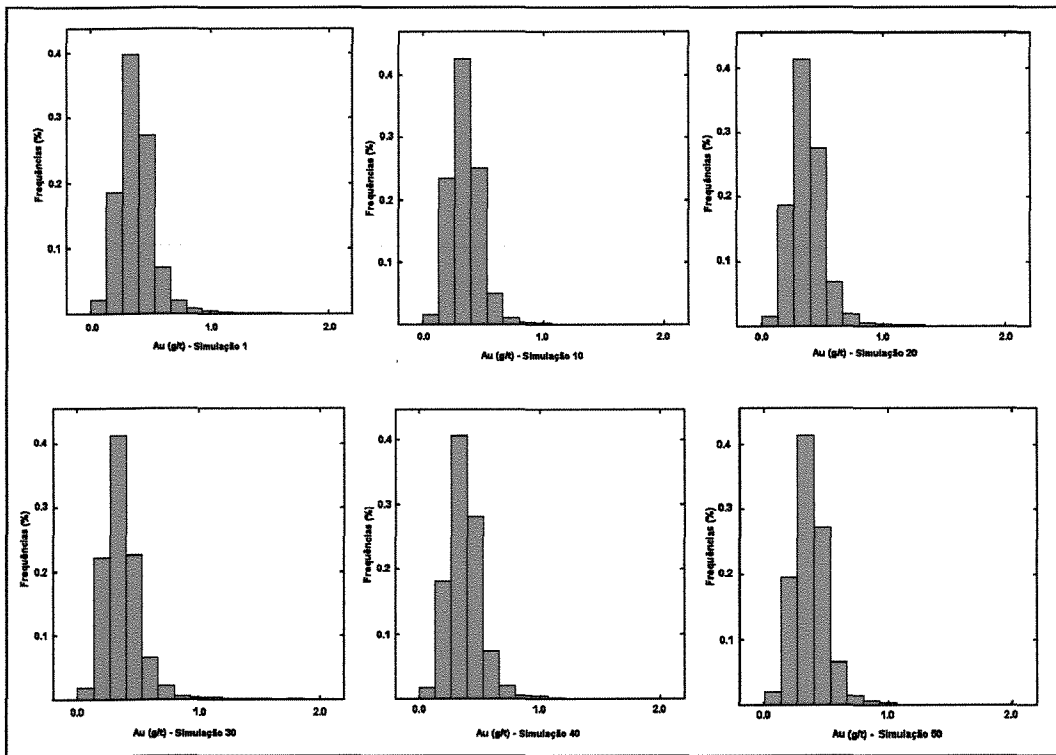 Frequências (%)
0.4
0.3
0.2
0.1
0.0 1.0 2.0
Au (g/t) - Simulação 1
Frequências (%)
0.4
0.3
0.2
0.1
0.0 1.0 2.0
Au (g/t) - Simulação 10
Frequências (%)
0.4
0.3
0.2
0.1
0.0 1.0 2.0
Au (g/t) - Simulação 20
Frequências (%)
0.4
0.3
0.2
0.1
0.0 1.0 2.0
Au (g/t) - Simulação 30
Frequências (%)
0.4
0.3
0.2
0.1
0.0 1.0 2.0
Au (g/t) - Simulação 40
Frequências (%)
0.4
0.3
0.2
0.1
0.0 1.0 2.0
Au (g/t) - Simulação 50